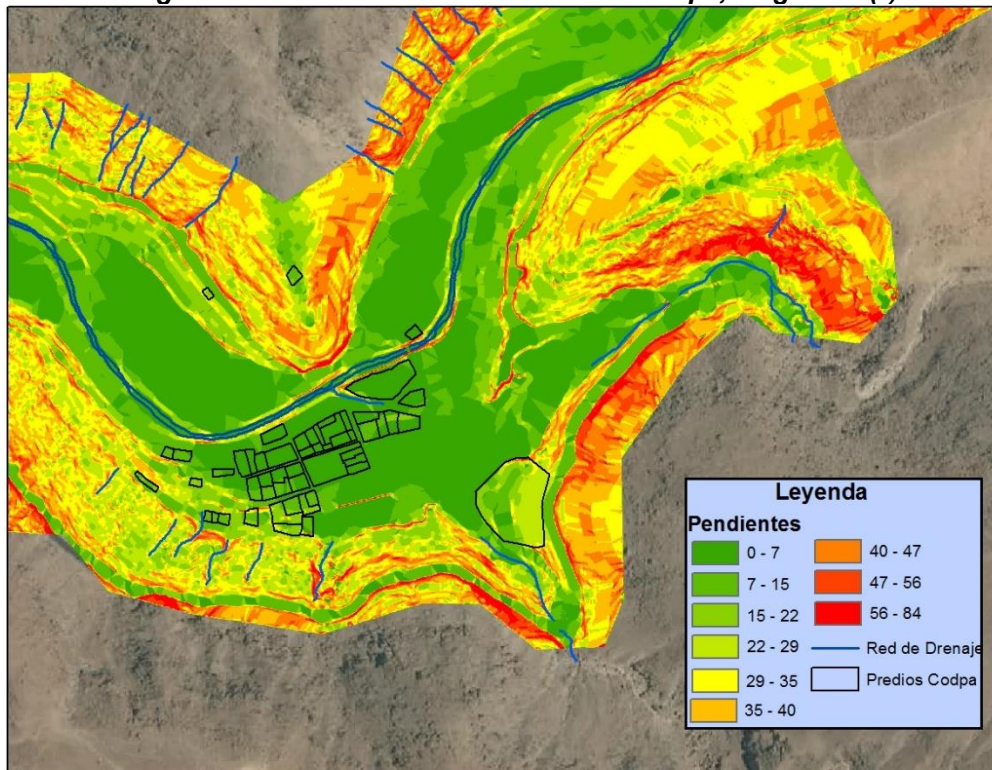 Leyenda
Pendientes
0 - 7
7 - 15
15 - 22
22 - 29
29 - 35
35 - 40
40 - 47
47 - 56
56 - 84
Red de Drenaje
Predios Codpa